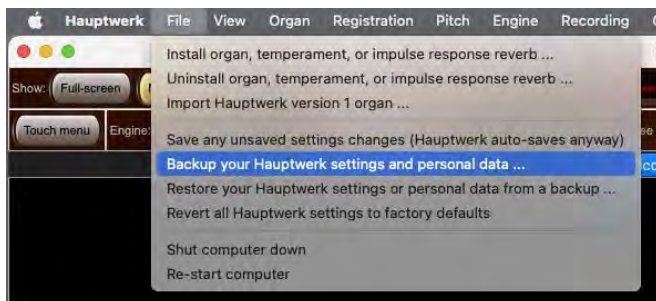 Hauptwerk File View Organ Registration Pitch Engine Recording
Install organ, temperament, or impulse response reverb ...
Uninstall organ, temperament, or impulse response reverb ...
Import Hauptwerk version 1 organ ...
Show: Full-screen
Touch menu Engine:
Save any unsaved settings changes (Hauptwerk auto-saves anyway)
Backup your Hauptwerk settings and personal data ...
Restore your Hauptwerk settings or personal data from a backup ...
Revert all Hauptwerk settings to factory defaults
Shut computer down
Re-start computer